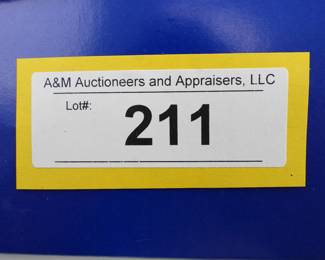 A&M Auctioneers and Appraisers, LLC
Lot#:
211